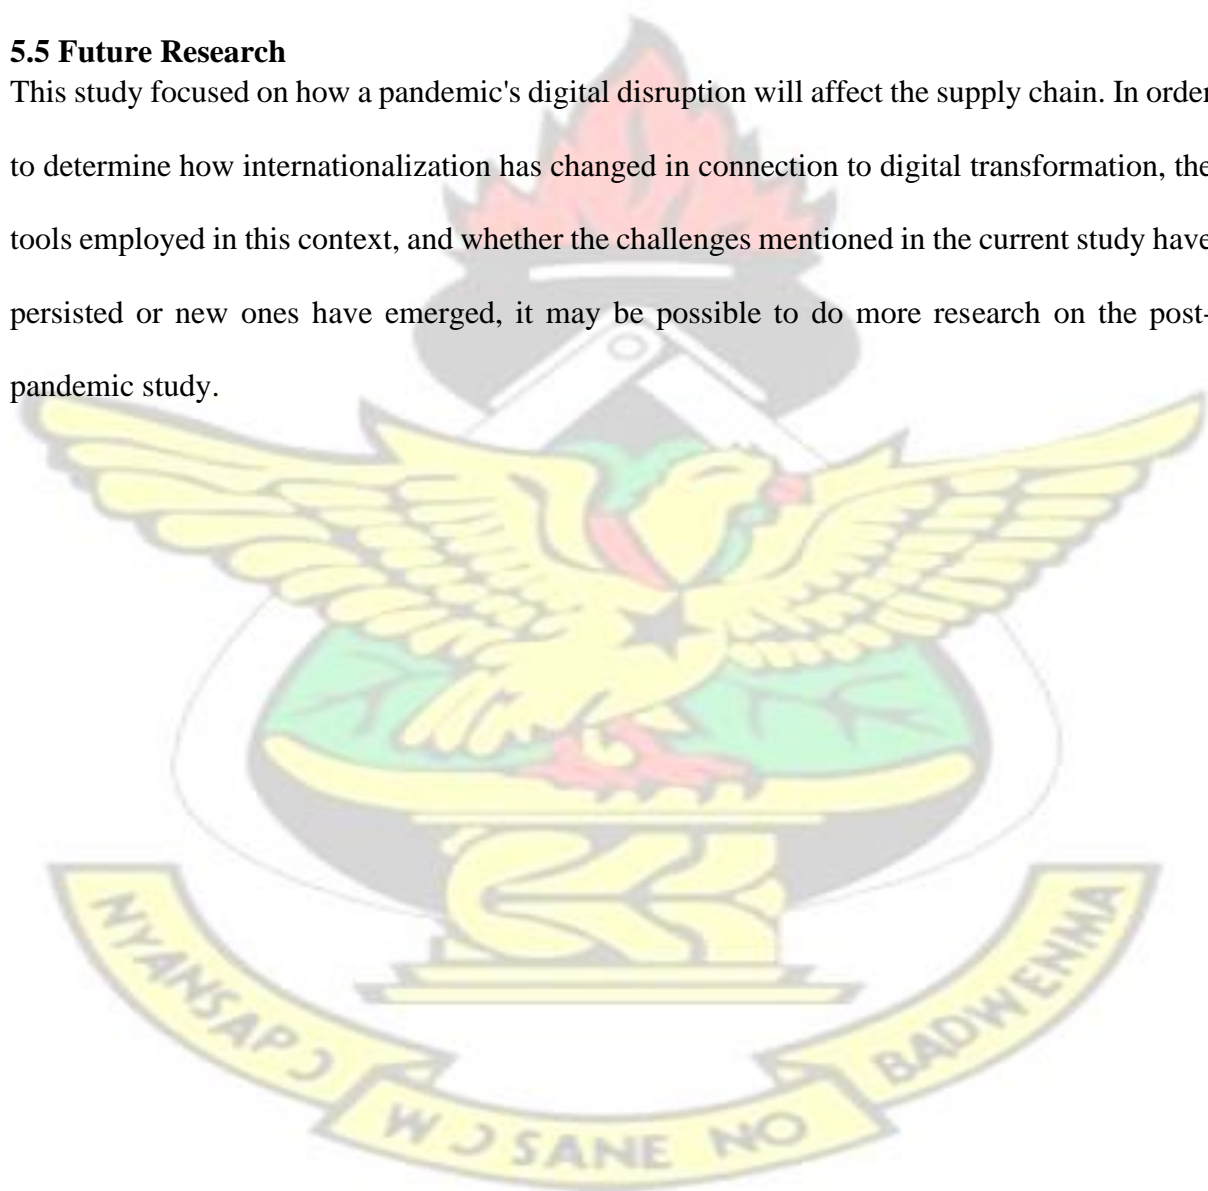 5.5 Future Research
This study focused on how a pandemic's digital disruption will affect the supply chain. In order
to determine how internationalization has changed in connection to digital transformation, the
tools employed in this context, and whether the challenges mentioned in the current study have
persisted or new ones have emerged, it may be possible to do more research on the post-
pandemic study.
NYANSAPƆ
WƆSANE NO
BADWENMA